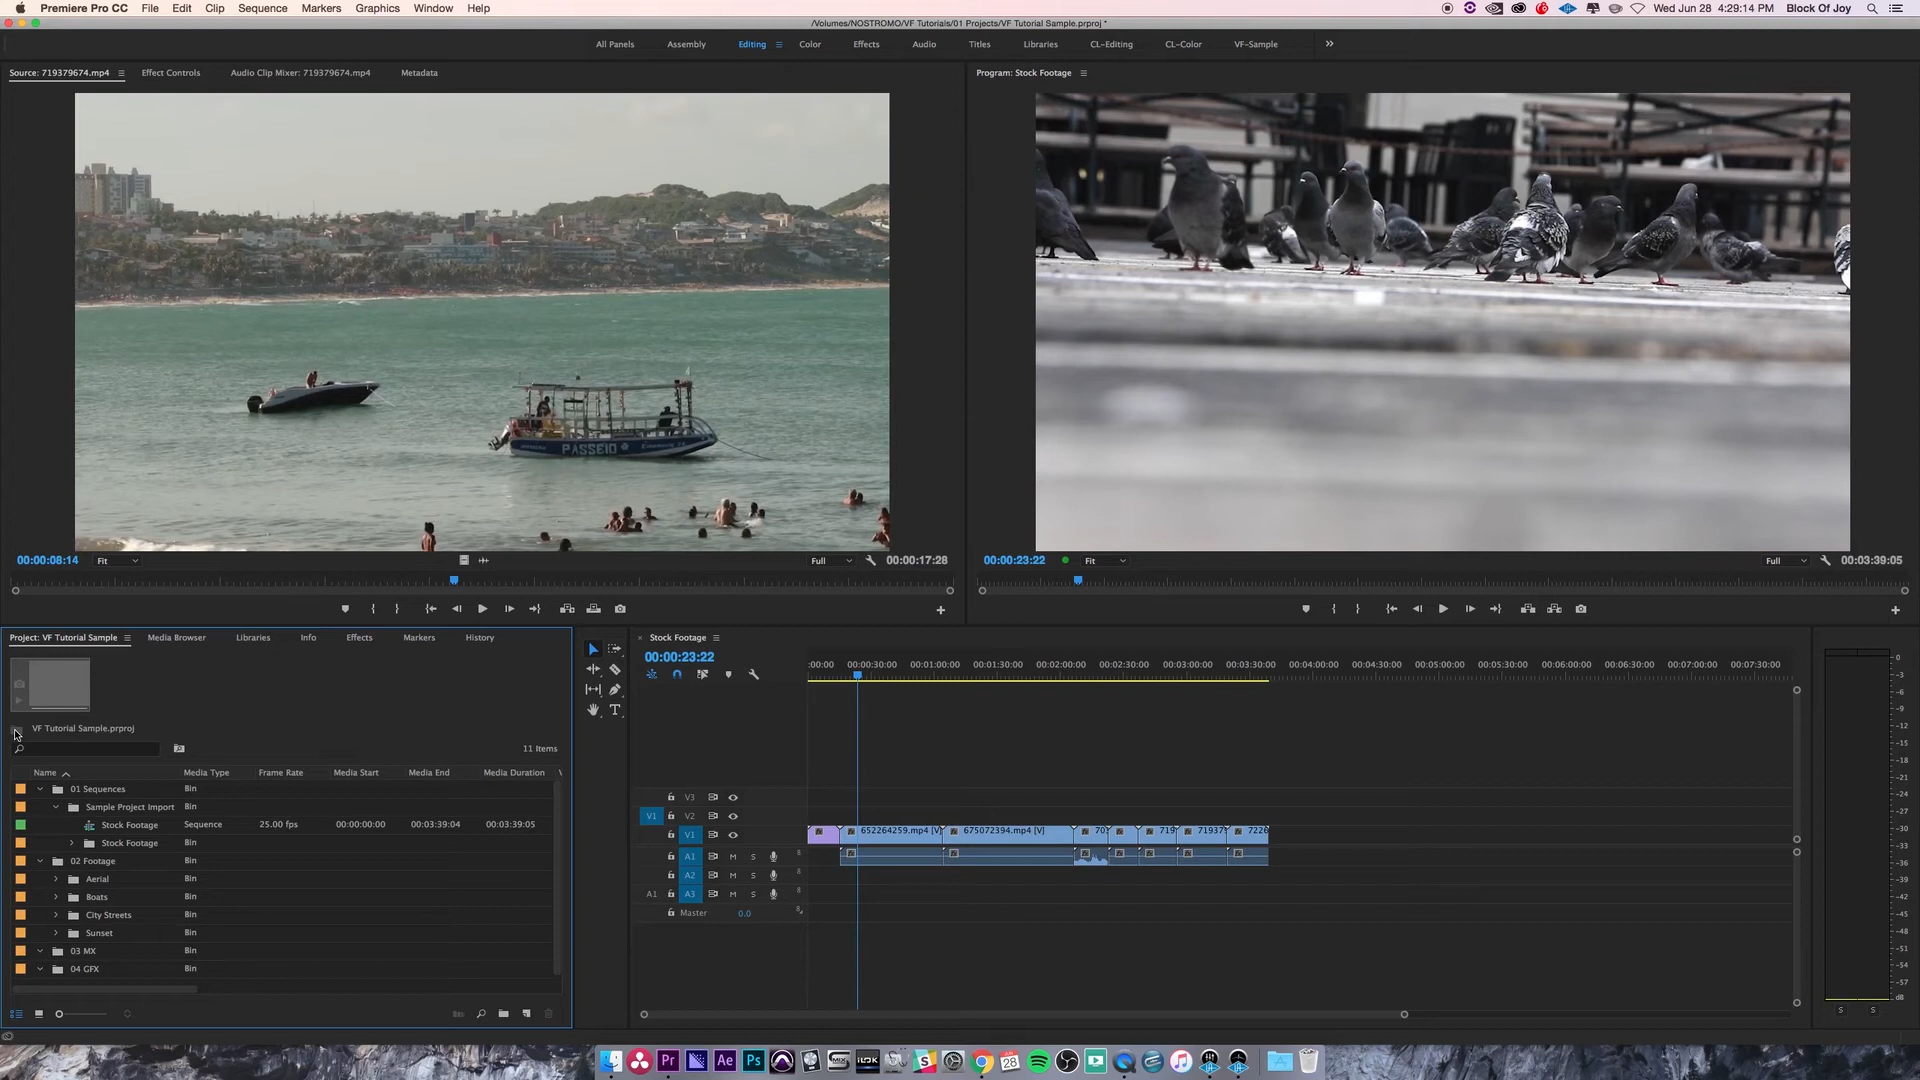 Premiere Pro CC File Edit Clip Sequence Markers Graphics Window Help
Wed Jun 28 4:29:14 PM Block Of Joy
/Volumes/NOSTROMO/VF Tutorials/01 Projects/VF Tutorial Sample.prproj *
All Panels Assembly Editing Color Effects Audio Titles Libraries CL-Editing CL-Color VF-Sample
Source: 719379674.mp4 Effect Controls Audio Clip Mixer: 719379674.mp4 Metadata
Program: Stock Footage
PASSEIO
00:00:08:14 Fit Full 00:00:17:28
00:00:23:22 Fit Full 00:03:39:05
Project: VF Tutorial Sample Media Browser Libraries Info Effects Markers History
VF Tutorial Sample.prproj
11 Items
Name Media Type Frame Rate Media Start Media End Media Duration
01 Sequences Bin
Sample Project Import Bin
Stock Footage Sequence 25.00 fps 00:00:00:00 00:03:39:04 00:03:39:05
Stock Footage Bin
02 Footage Bin
Aerial Bin
Boats Bin
City Streets Bin
Sunset Bin
03 MX Bin
04 GFX Bin
Stock Footage
00:00:23:22
:00:00 00:00:30:00 00:01:00:00 00:01:30:00 00:02:00:00 00:02:30:00 00:03:00:00 00:03:30:00 00:04:00:00 00:04:30:00 00:05:00:00 00:05:30:00 00:06:00:00 00:06:30:00 00:07:00:00 00:07:30:00
V3
V1 V2
V1 652264259.mp4 [V] 675072394.mp4 [V] 703 719 71937 7226
A1 M S
A2 M S
A1 A3 M S
Master 0.0
0
-3
-6
-9
-12
-15
-18
-21
-24
-27
-30
-33
-36
-39
-42
-45
-48
-51
-54
-57
dB
S S
Pr Ae Ps
28